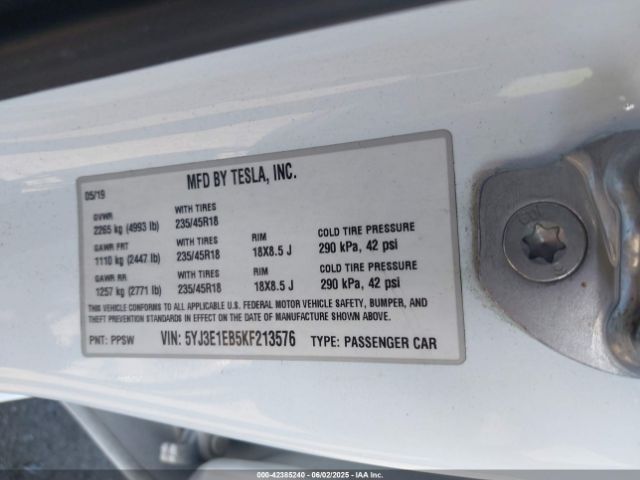 05/19
MFD BY TESLA, INC.
GVWR
2265 kg (4993 lb)
WITH TIRES
235/45R18
GAWR FRT
1110 kg (2447 lb)
WITH TIRES
235/45R18
RIM
18X8.5 J
COLD TIRE PRESSURE
290 kPa, 42 psi
GAWR RR
1257 kg (2771 lb)
WITH TIRES
235/45R18
RIM
18X8.5 J
COLD TIRE PRESSURE
290 kPa, 42 psi
THIS VEHICLE CONFORMS TO ALL APPLICABLE U.S. FEDERAL MOTOR VEHICLE SAFETY, BUMPER, AND
THEFT PREVENTION STANDARDS IN EFFECT ON THE DATE OF MANUFACTURE SHOWN ABOVE.
PNT: PPSW
VIN: 5YJ3E1EB5KF213576
TYPE: PASSENGER CAR
000-42385240 - 06/02/2025 - IAA.COM